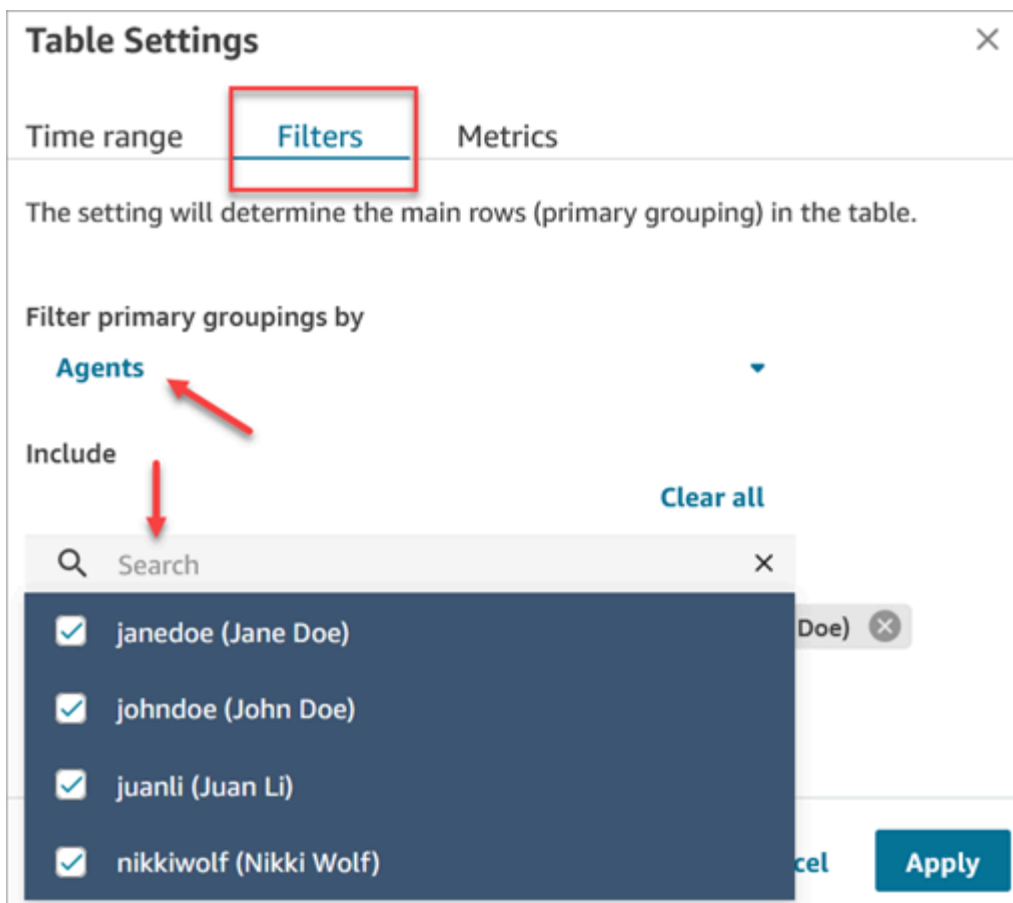 Table Settings
Time range Filters Metrics
The setting will determine the main rows (primary grouping) in the table.
Filter primary groupings by
Agents
Include
Clear all
Search
janedoe (Jane Doe)
Doe)
johndoe (John Doe)
juanli (Juan Li)
nikkiwolf (Nikki Wolf)
cel Apply